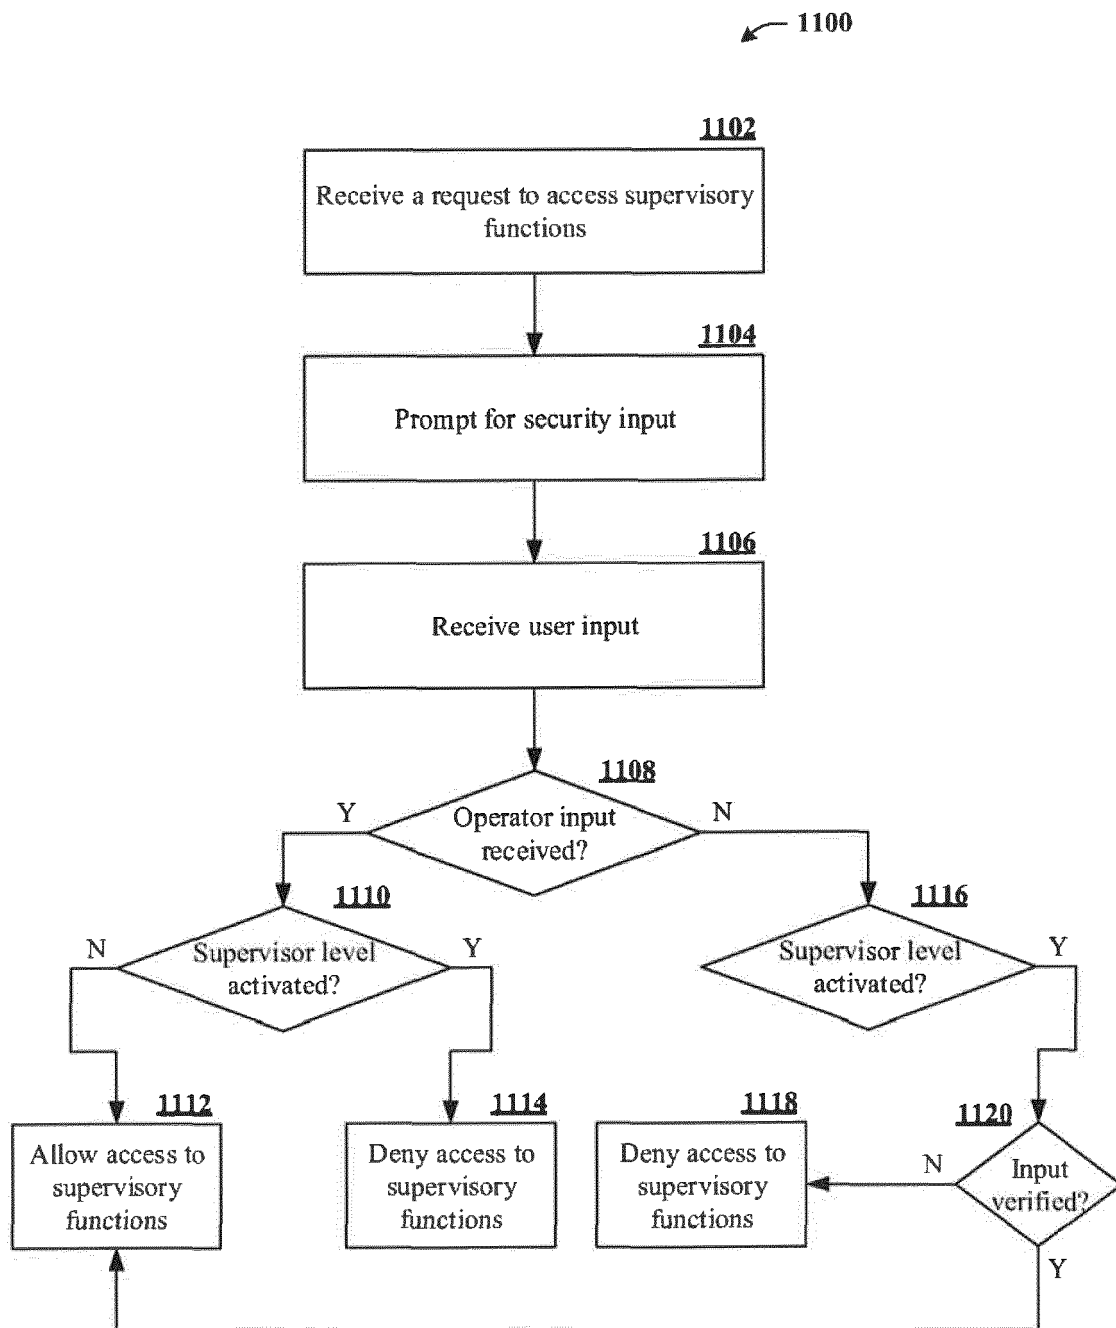 1100
1102
Receive a request to access supervisory
functions
1104
Prompt for security input
1106
Receive user input
1108
Operator input
received?
Y
N
1110
Supervisor level
activated?
N
Y
1116
Supervisor level
activated?
Y
1112
Allow access to
supervisory
functions
1114
Deny access to
supervisory
functions
1118
Deny access to
supervisory
functions
1120
Input
verified?
N
Y